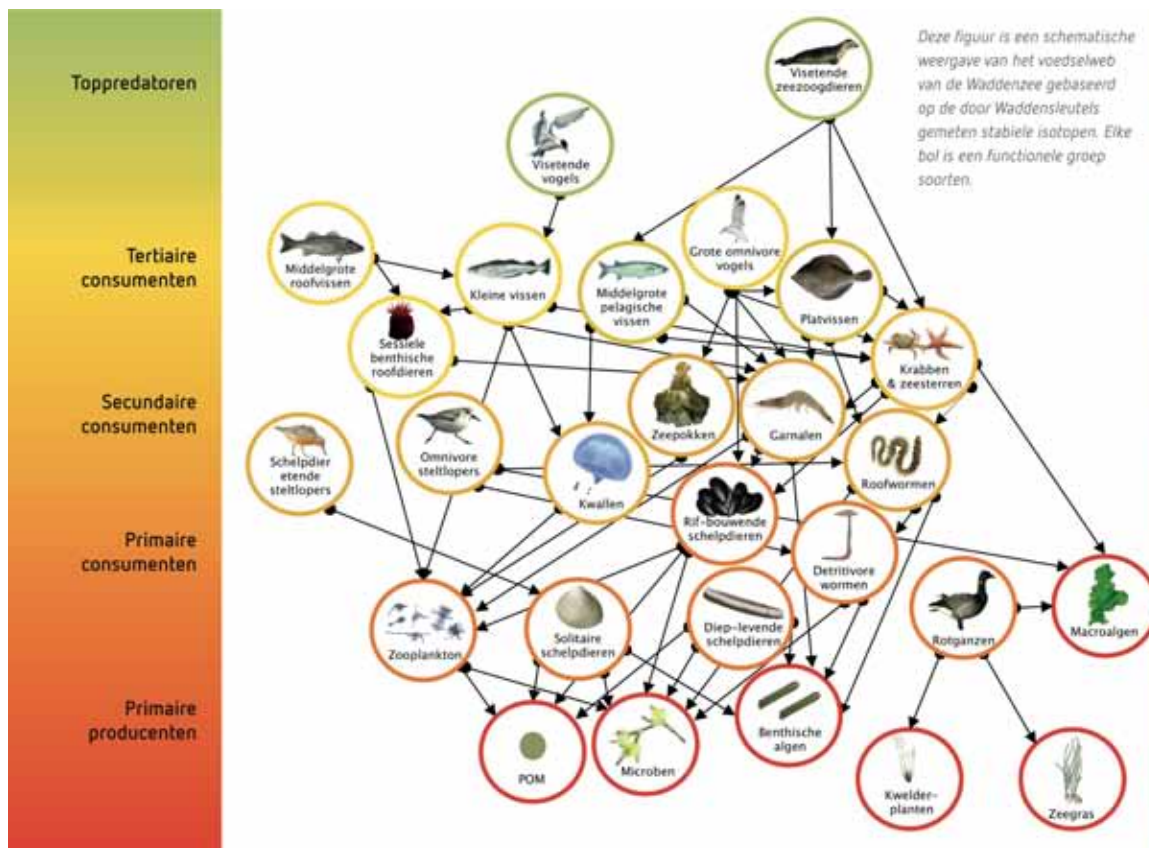 Deze figuur is een schematische
weergave van het voedselweb
van de Waddenzee gebaseerd
op de door Waddensleutels
gemeten stabiele isotopen. Elke
bol is een functionele groep
soorten.
Toppredatoren
Visetende
zeezoogdieren
Visetende
vogels
Tertiaire
consumenten
Middelgrote
roofvissen
Kleine vissen
Middelgrote
pelagische
vissen
Grote omnivore
vogels
Platvissen
Sessiele
benthische
roofdieren
Krabben
& zeesterren
Secundaire
consumenten
Schelpdier
etende
steltlopers
Omnivore
steltlopers
Kwallen
Zeepokken
Garnalen
Roofwormen
Primaire
consumenten
Rif-bouwende
schelpdieren
Detritivore
wormen
Zooplankton
Solitaire
schelpdieren
Diep-levende
schelpdieren
Rotganzen
Macroalgen
Primaire
producenten
POM
Microben
Benthische
algen
Kwelder-
planten
Zeegras